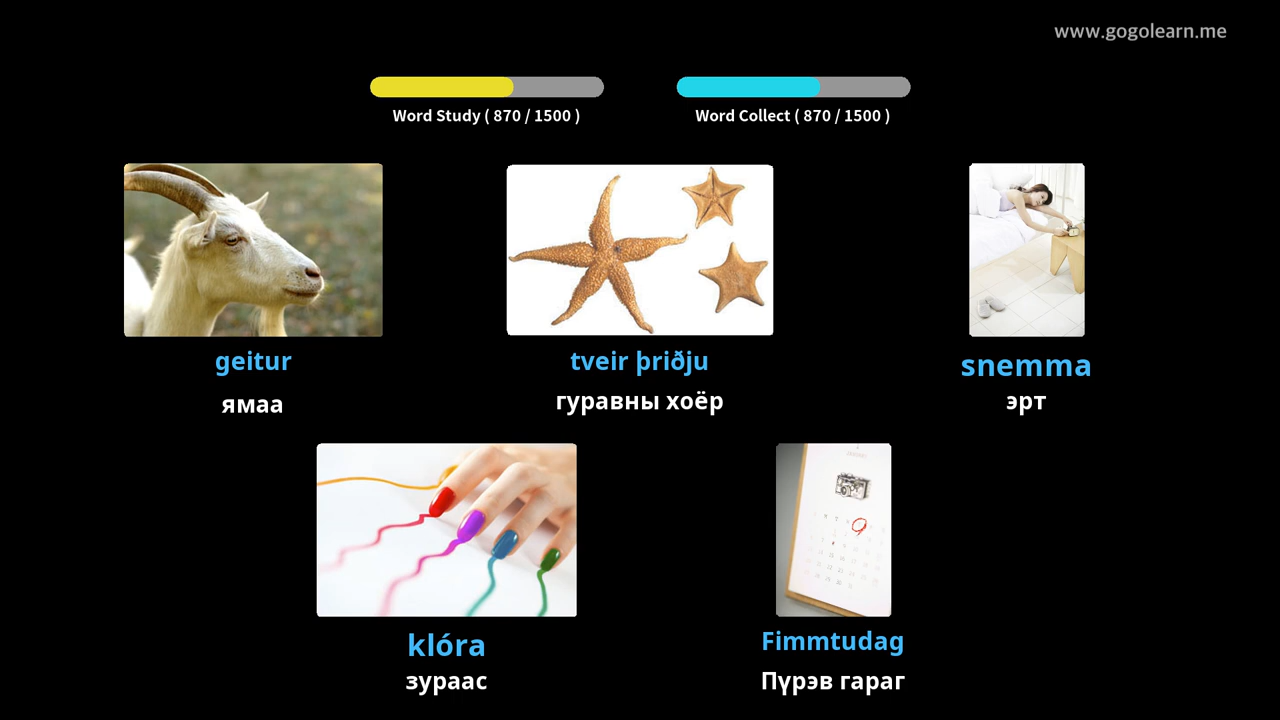 www.gogolearn.me
Word Study ( 870 / 1500 )
Word Collect ( 870 / 1500 )
geitur
ямаа
tveir þriðju
гуравны хоёр
snemma
эрт
klóra
зураас
Fimmtudag
Пүрэв гараг